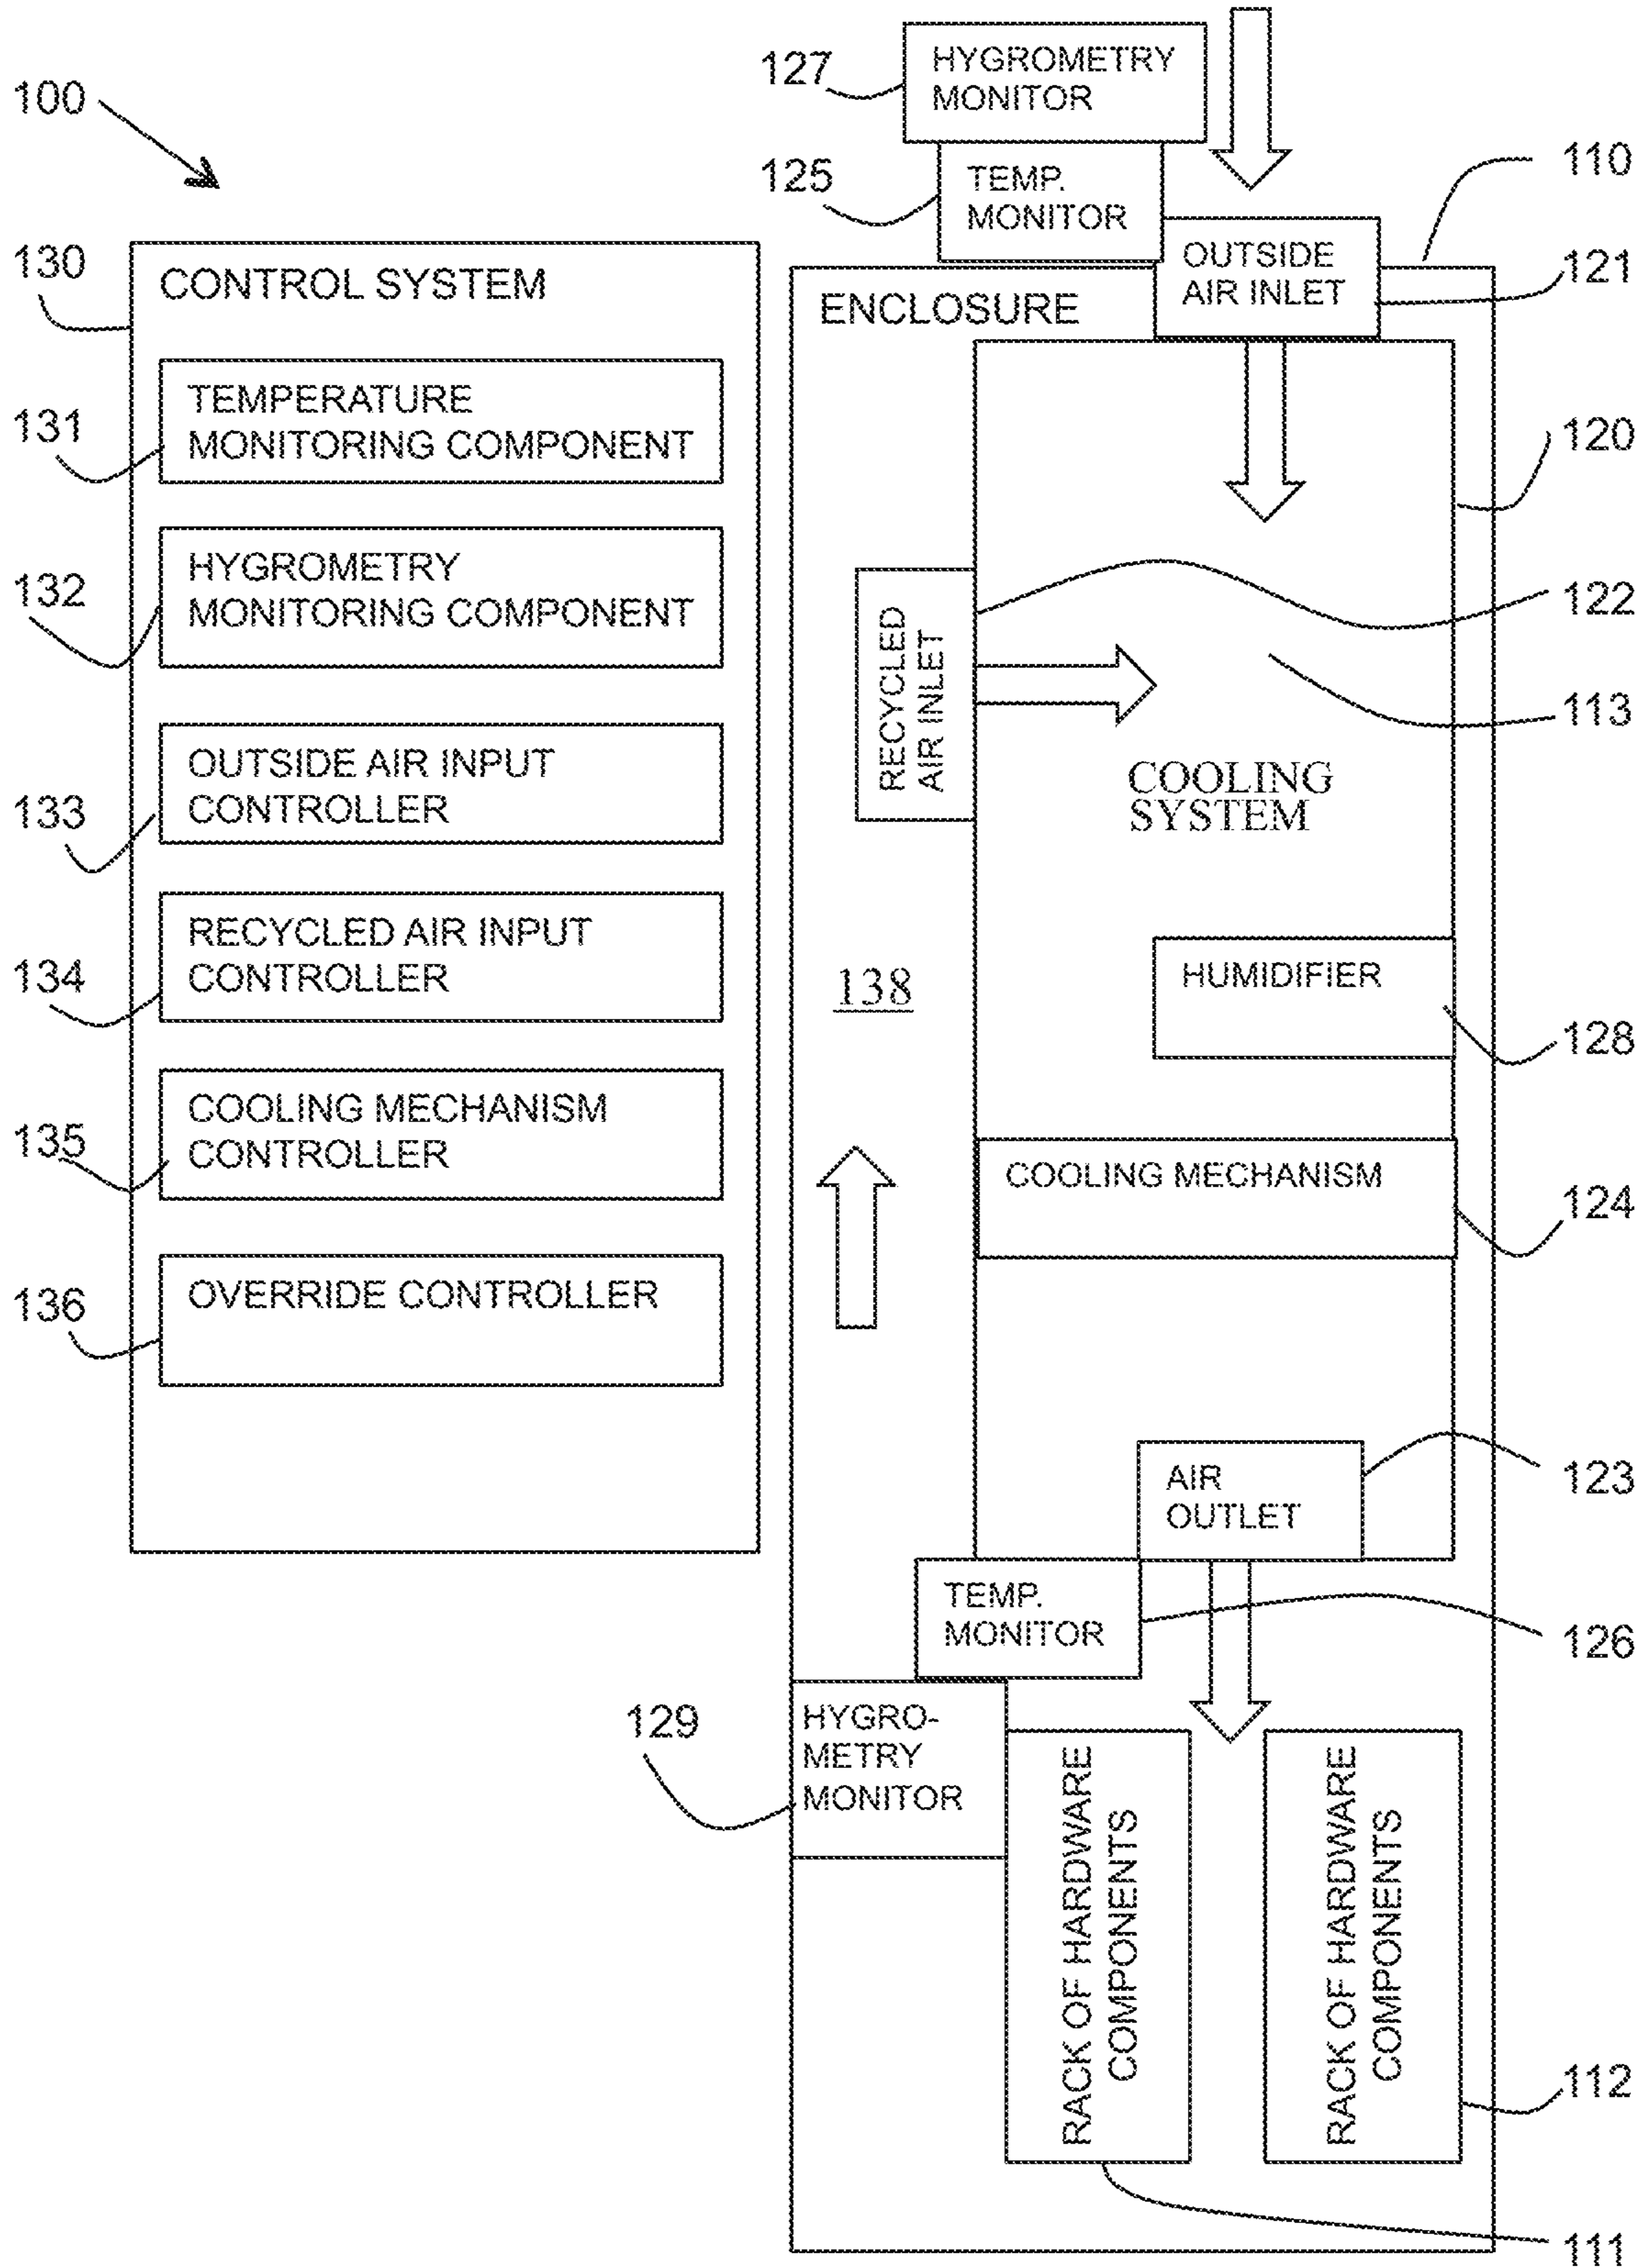 100
127
HYGROMETRY
MONITOR
125
TEMP.
MONITOR
110
OUTSIDE
AIR INLET
121
130
CONTROL SYSTEM
131
TEMPERATURE
MONITORING COMPONENT
132
HYGROMETRY
MONITORING COMPONENT
133
OUTSIDE AIR INPUT
CONTROLLER
134
RECYCLED AIR INPUT
CONTROLLER
135
COOLING MECHANISM
CONTROLLER
136
OVERRIDE CONTROLLER
ENCLOSURE
120
RECYCLED
AIR INLET
122
113
COOLING
SYSTEM
138
HUMIDIFIER
128
COOLING MECHANISM
124
AIR
OUTLET
123
TEMP.
MONITOR
126
129
HYGRO-
METRY
MONITOR
RACK OF HARDWARE
COMPONENTS
RACK OF HARDWARE
COMPONENTS
112
111